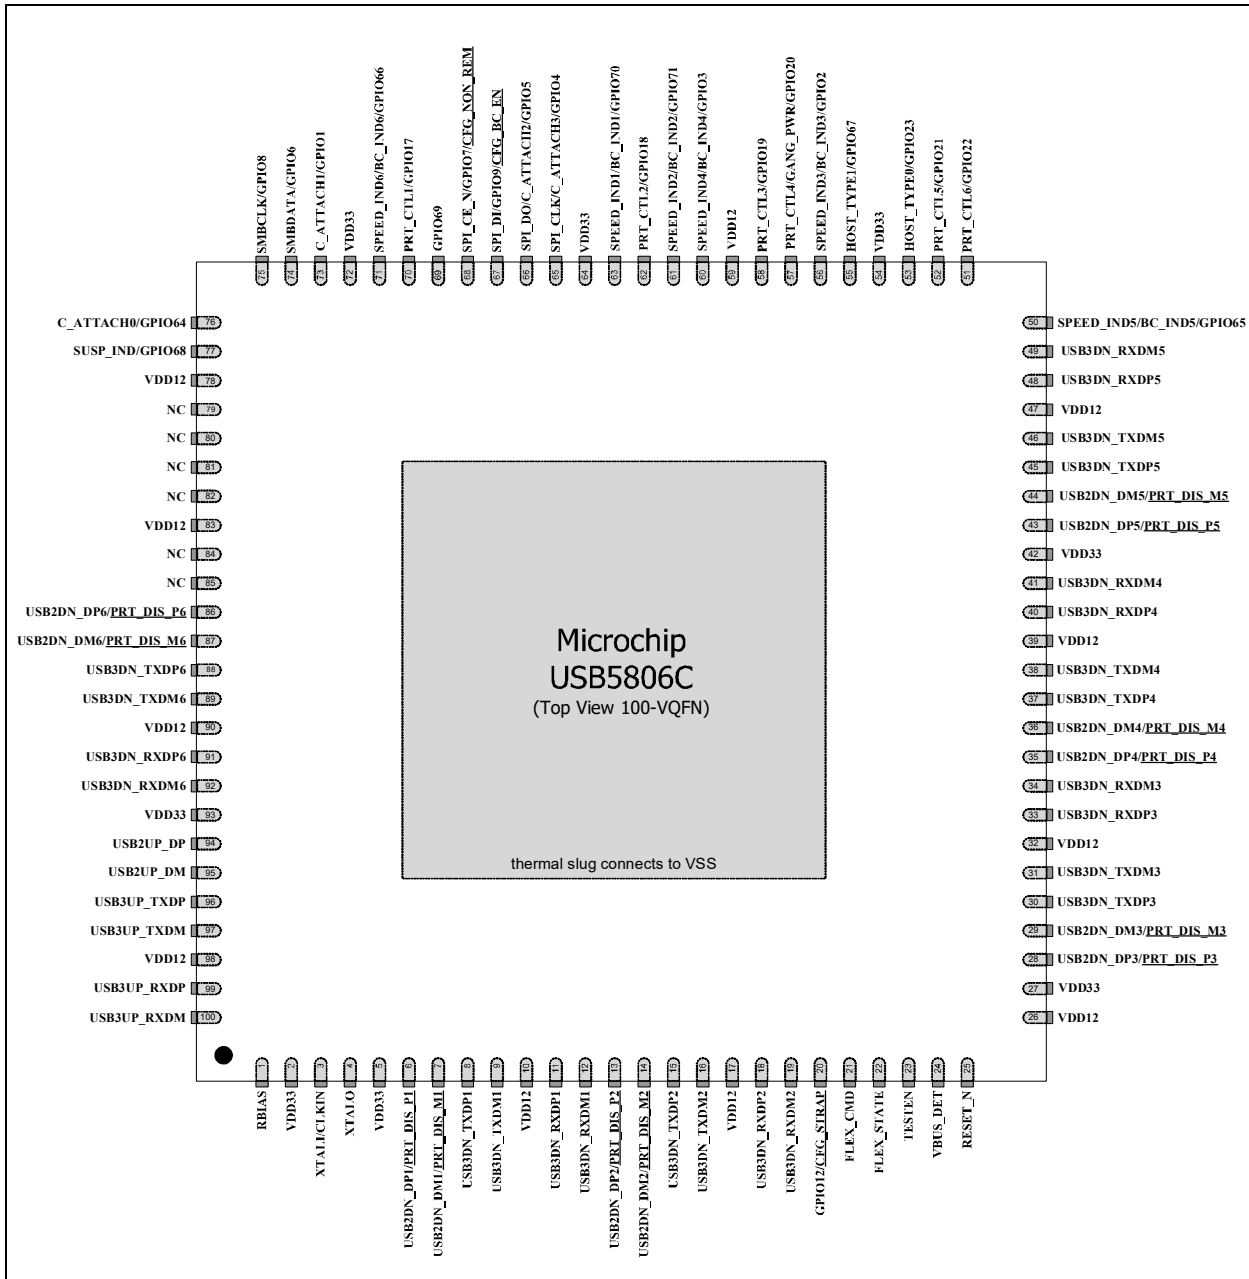 SMBCLK/GPIO8
SMBDATA/GPIO6
C_ATTACH1/GPIO1
VDD33
SPEED_IND6/BC_IND6/GPIO66
PRT_CTL1/GPIO17
GPIO69
SPI_CE_N/GPIO7/CFG_NON_REM
SPI_DI/GPIO9/CFG_BC_EN
SPI_DO/C_ATTACH2/GPIO5
SPI_CLK/C_ATTACH3/GPIO4
VDD33
SPEED_IND1/BC_IND1/GPIO70
PRT_CTL2/GPIO18
SPEED_IND2/BC_IND2/GPIO71
SPEED_IND4/BC_IND4/GPIO3
VDD12
PRT_CTL3/GPIO19
PRT_CTL4/GANG_PWR/GPIO20
SPEED_IND3/BC_IND3/GPIO2
HOST_TYPE1/GPIO67
VDD33
HOST_TYPE0/GPIO23
PRT_CTL5/GPIO21
PRT_CTL6/GPIO22
75 74 73 72 71 70 69 68 67 66 65 64 63 62 61 60 59 58 57 56 55 54 53 52 51
C_ATTACH0/GPIO64 76
SUSP_IND/GPIO68 77
VDD12 78
NC 79
NC 80
NC 81
NC 82
VDD12 83
NC 84
NC 85
USB2DN_DP6/PRT_DIS_P6 86
USB2DN_DM6/PRT_DIS_M6 87
USB3DN_TXDP6 88
USB3DN_TXDM6 89
VDD12 90
USB3DN_RXDP6 91
USB3DN_RXDM6 92
VDD33 93
USB2UP_DP 94
USB2UP_DM 95
USB3UP_TXDP 96
USB3UP_TXDM 97
VDD12 98
USB3UP_RXDP 99
USB3UP_RXDM 100
Microchip
USB5806C
(Top View 100-VQFN)
thermal slug connects to VSS
50 SPEED_IND5/BC_IND5/GPIO65
49 USB3DN_RXDM5
48 USB3DN_RXDP5
47 VDD12
46 USB3DN_TXDM5
45 USB3DN_TXDP5
44 USB2DN_DM5/PRT_DIS_M5
43 USB2DN_DP5/PRT_DIS_P5
42 VDD33
41 USB3DN_RXDM4
40 USB3DN_RXDP4
39 VDD12
38 USB3DN_TXDM4
37 USB3DN_TXDP4
36 USB2DN_DM4/PRT_DIS_M4
35 USB2DN_DP4/PRT_DIS_P4
34 USB3DN_RXDM3
33 USB3DN_RXDP3
32 VDD12
31 USB3DN_TXDM3
30 USB3DN_TXDP3
29 USB2DN_DM3/PRT_DIS_M3
28 USB2DN_DP3/PRT_DIS_P3
27 VDD33
26 VDD12
1 2 3 4 5 6 7 8 9 10 11 12 13 14 15 16 17 18 19 20 21 22 23 24 25
RBIAS
VDD33
XTALI/CLKIN
XTALO
VDD33
USB2DN_DP1/PRT_DIS_P1
USB2DN_DM1/PRT_DIS_M1
USB3DN_TXDP1
USB3DN_TXDM1
VDD12
USB3DN_RXDP1
USB3DN_RXDM1
USB2DN_DP2/PRT_DIS_P2
USB2DN_DM2/PRT_DIS_M2
USB3DN_TXDP2
USB3DN_TXDM2
VDD12
USB3DN_RXDP2
USB3DN_RXDM2
GPIO12/CFG_STRAP
FLEX_CMD
FLEX_STATE
TESTEN
VBUS_DET
RESET_N